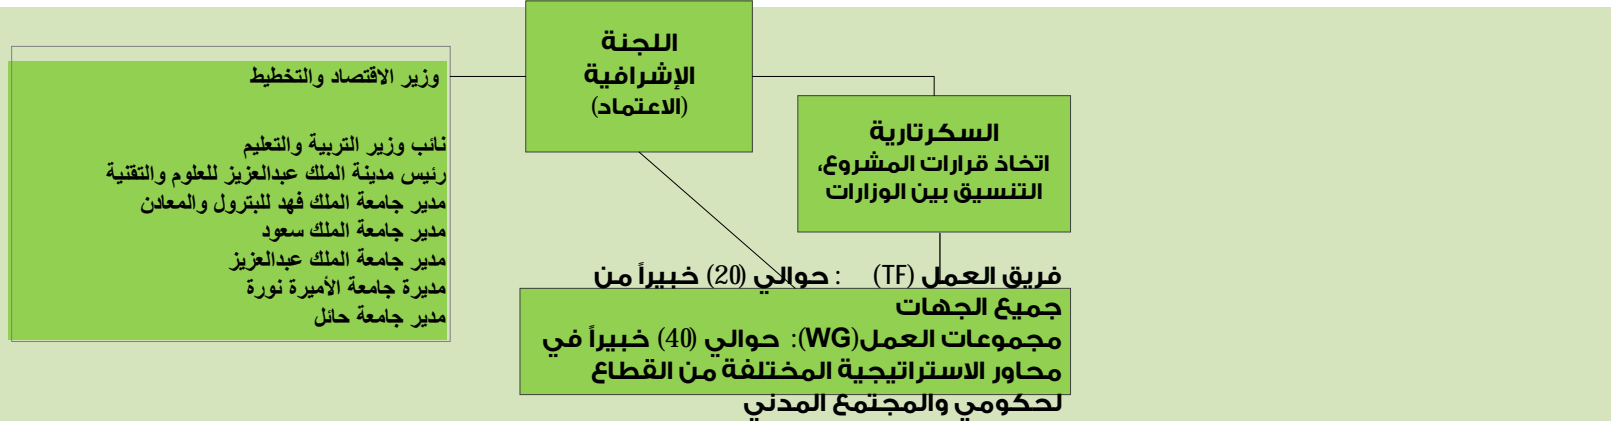 اللجنة
الإشرافية
(الاعتماد)
وزير الاقتصاد والتخطيط
نائب وزير التربية والتعليم
رئيس مدينة الملك عبدالعزيز للعلوم والتقنية
مدير جامعة الملك فهد للبترول والمعادن
مدير جامعة الملك سعود
مدير جامعة الملك عبدالعزيز
مديرة جامعة الأميرة نورة
مدير جامعة حائل
السكرتارية
اتخاذ قرارات المشروع،
التنسيق بين الوزارات
فريق العمل (TF) : حوالي (20) خبيراً من
جميع الجهات
مجموعات العمل(WG): حوالي (40) خبيراً في
محاور الاستراتيجية المختلفة من القطاع
لحكومي والمجتمع المدني